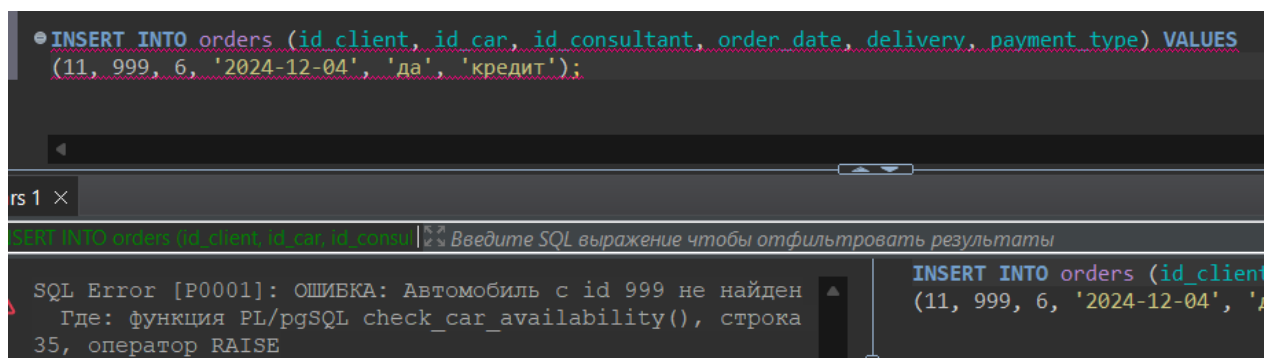 INSERT INTO orders (id_client, id_car, id_consultant, order_date, delivery, payment_type) VALUES
(11, 999, 6, '2024-12-04', 'да', 'кредит');
rs 1 ×
SERT INTO orders (id_client, id_car, id_consul
Введите SQL выражение чтобы отфильтровать результаты
SQL Error [P0001]: ОШИБКА: Автомобиль с id 999 не найден
Где: функция PL/pgSQL check_car_availability(), строка
35, оператор RAISE
INSERT INTO orders (id_client
(11, 999, 6, '2024-12-04', '